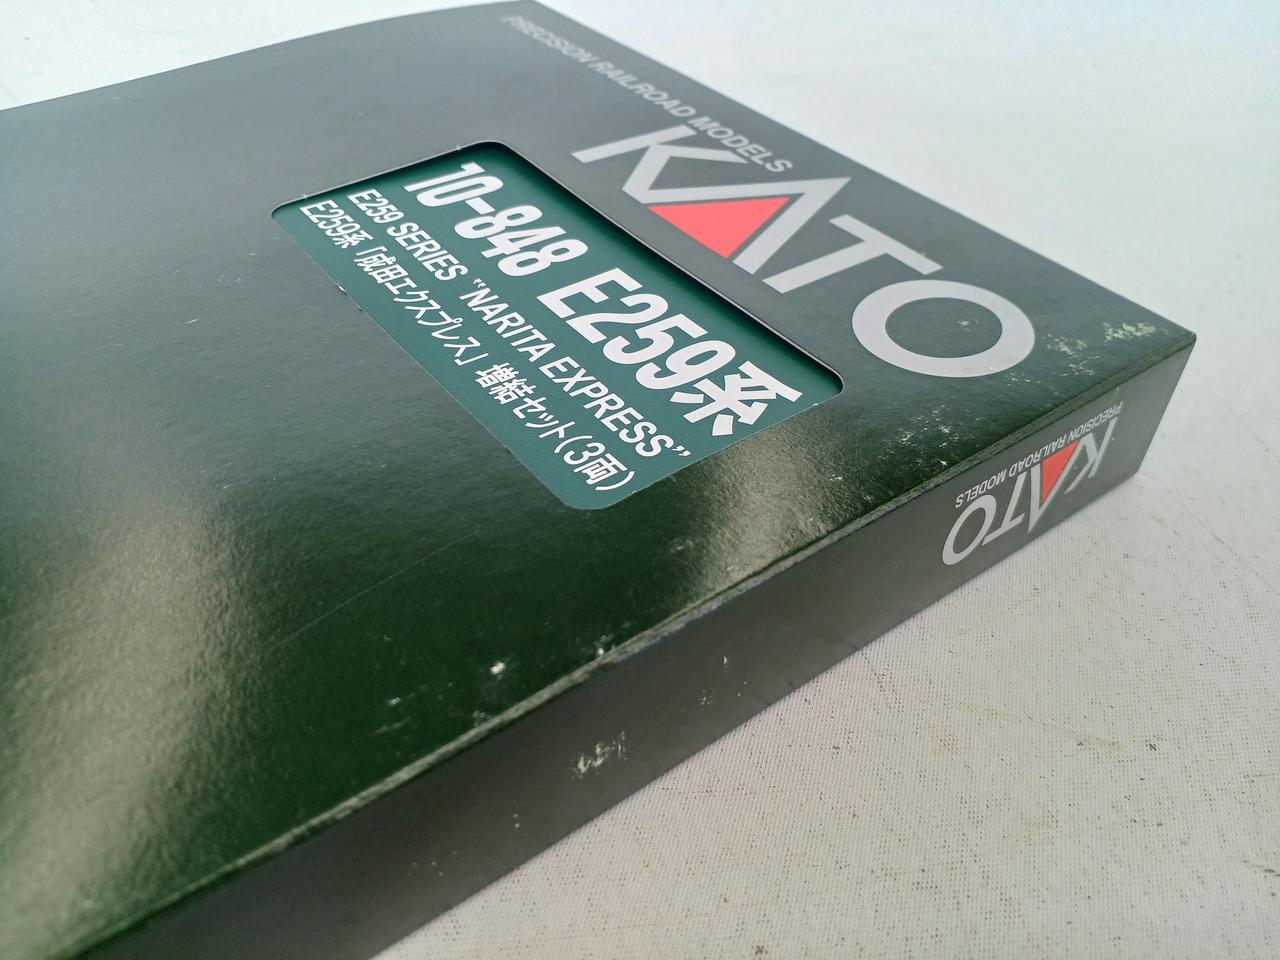 PRECISION RAILROAD MODELS
KATO
10-848 E259系
E259 SERIES “NARITA EXPRESS”
E259系「成田エクスプレス」増結セット(3両)
KATO
PRECISION RAILROAD MODELS